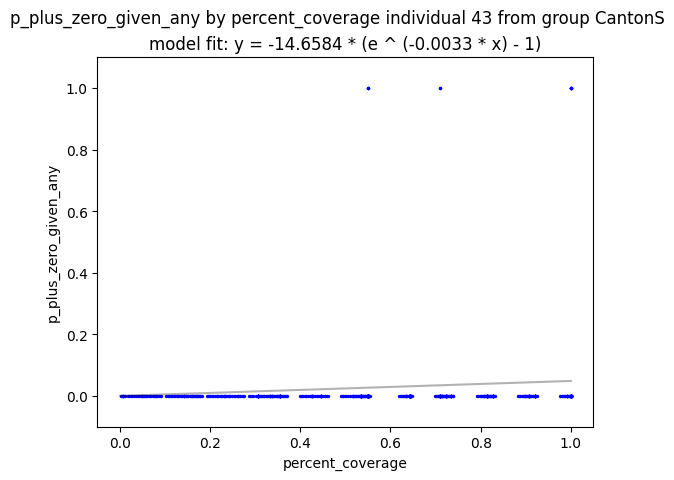 p_plus_zero_given_any by percent_coverage individual 43 from group CantonS
model fit: y = -14.6584 * (e ^ (-0.0033 * x) - 1)
1.0
0.8
0.6
0.4
0.2
0.0
p_plus_zero_given_any
0.0 0.2 0.4 0.6 0.8 1.0
percent_coverage